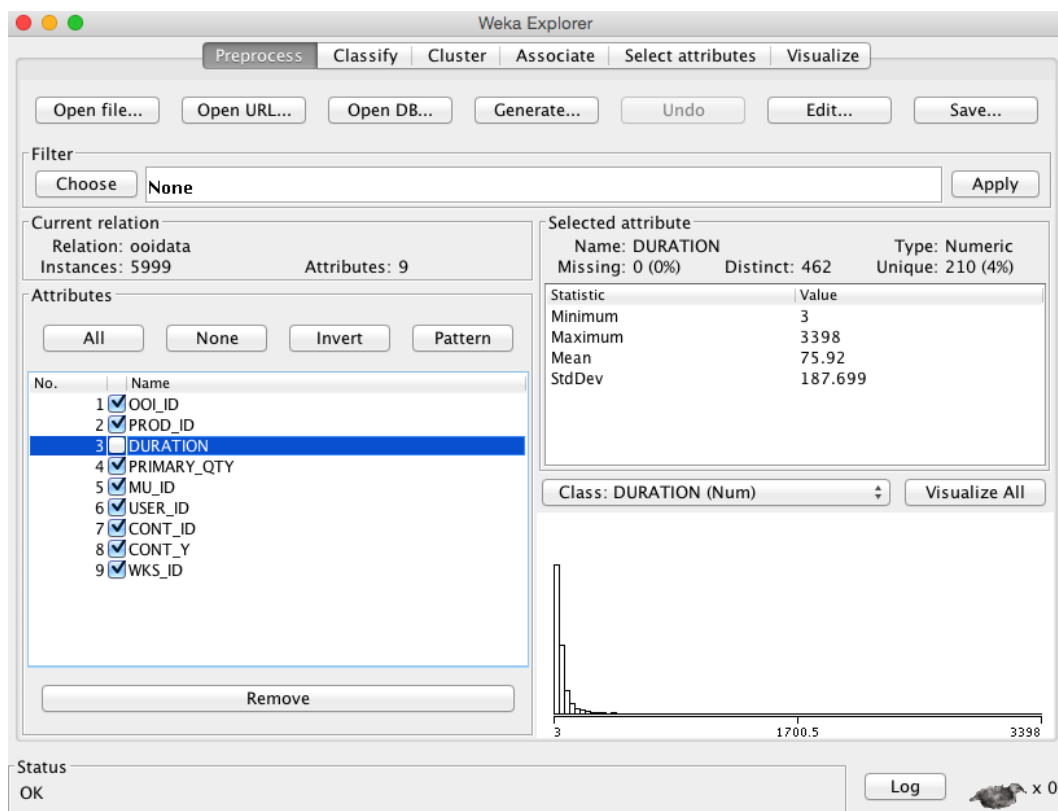 Weka Explorer
Preprocess Classify Cluster Associate Select attributes Visualize
Open file... Open URL... Open DB... Generate... Undo Edit... Save...
Filter
Choose None Apply
Current relation
Relation: ooidata
Instances: 5999 Attributes: 9
Attributes
All None Invert Pattern
No. Name
1 OOI_ID
2 PROD_ID
3 DURATION
4 PRIMARY_QTY
5 MU_ID
6 USER_ID
7 CONT_ID
8 CONT_Y
9 WKS_ID
Remove
Selected attribute
Name: DURATION Type: Numeric
Missing: 0 (0%) Distinct: 462 Unique: 210 (4%)
Statistic Value
Minimum 3
Maximum 3398
Mean 75.92
StdDev 187.699
Class: DURATION (Num) Visualize All
3 1700.5 3398
Status
OK
Log x 0